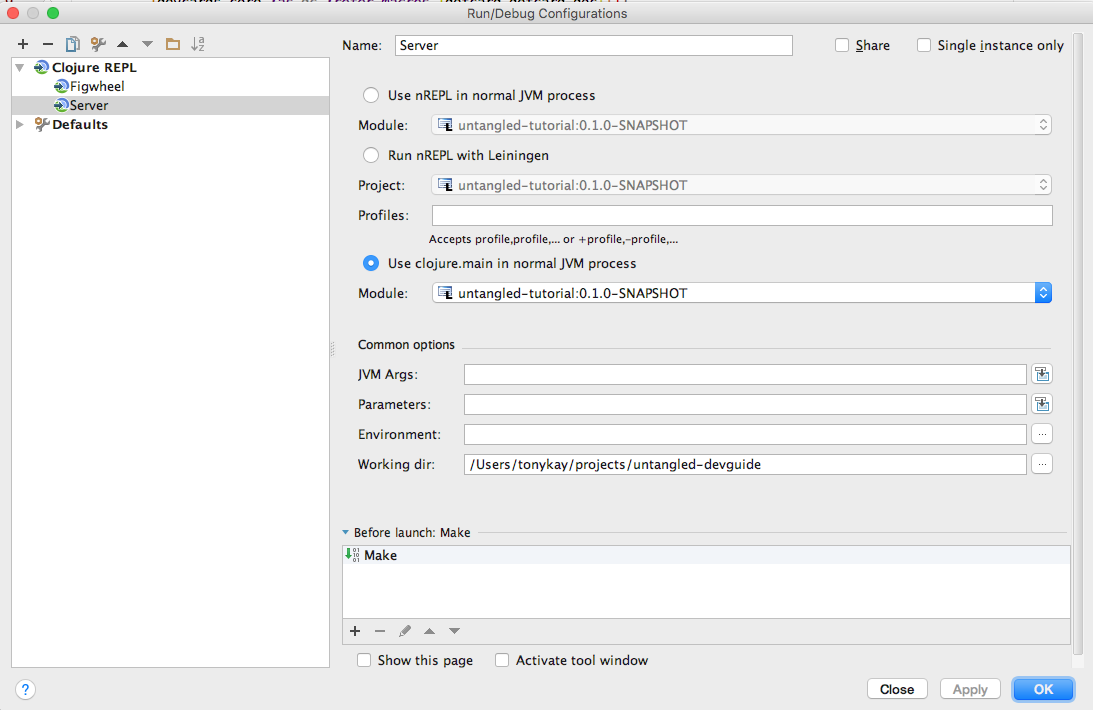 Run/Debug Configurations
Name: Server Share Single instance only
Clojure REPL
Figwheel
Server
Defaults
Use nREPL in normal JVM process
Module: untangled-tutorial:0.1.0-SNAPSHOT
Run nREPL with Leiningen
Project: untangled-tutorial:0.1.0-SNAPSHOT
Profiles:
Accepts profile,profile,... or +profile,-profile,...
Use clojure.main in normal JVM process
Module: untangled-tutorial:0.1.0-SNAPSHOT
Common options
JVM Args:
Parameters:
Environment:
Working dir: /Users/tonykay/projects/untangled-devguide
Before launch: Make
Make
Show this page Activate tool window
? Close Apply OK